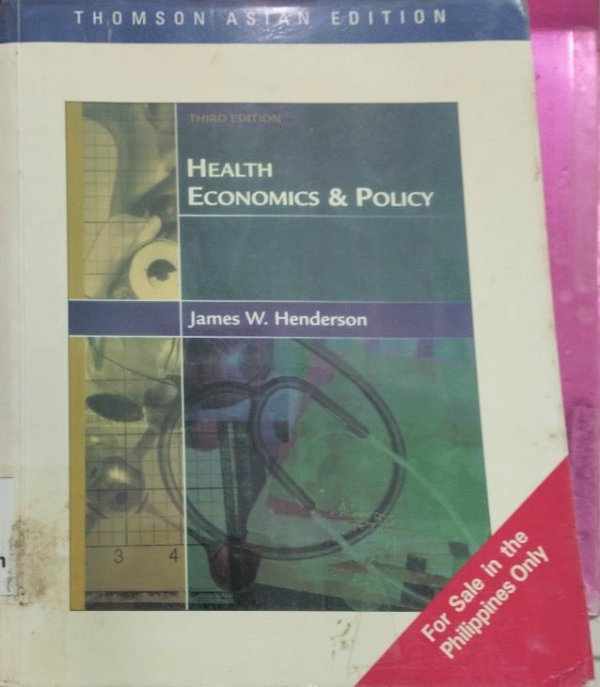 THOMSON ASIAN EDITION
THIRD EDITION
HEALTH
ECONOMICS & POLICY
James W. Henderson
3 4
For Sale in the
Philippines Only